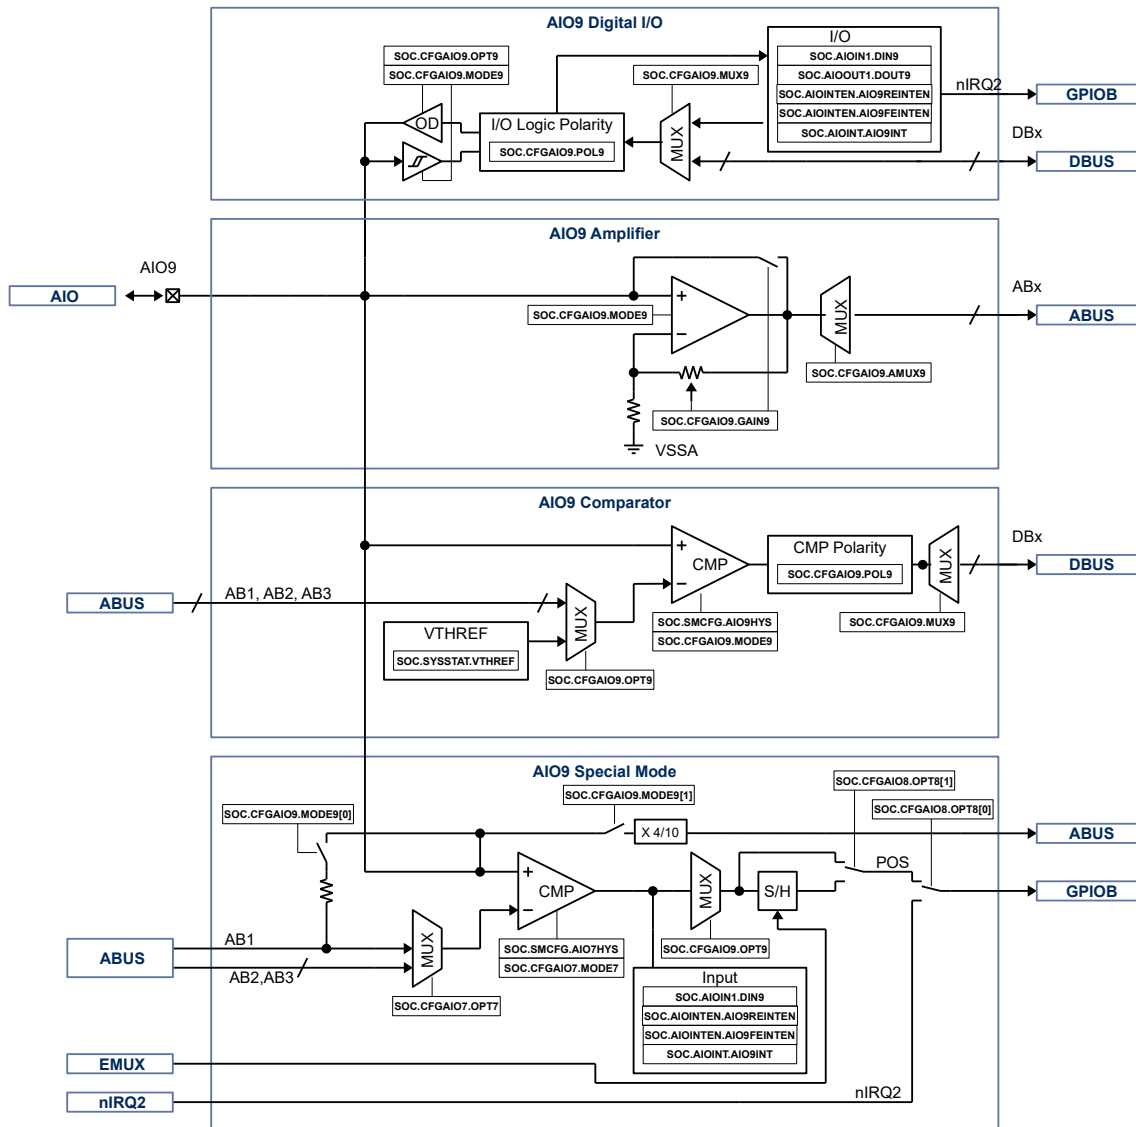 AIO9 Digital I/O
SOC.CFGAIO9.OPT9
SOC.CFGAIO9.MODE9
OD
I/O Logic Polarity
SOC.CFGAIO9.POL9
SOC.CFGAIO9.MUX9
MUX
I/O
SOC.AIOIN1.DIN9
SOC.AIOOUT1.DOUT9
SOC.AIOINTEN.AIO9REINTEN
SOC.AIOINTEN.AIO9FEINTEN
SOC.AIOINT.AIO9INT
nIRQ2
GPIOB
DBx
DBUS
AIO9 Amplifier
AIO9
AIO
SOC.CFGAIO9.MODE9
+
−
MUX
ABx
ABUS
SOC.CFGAIO9.AMUX9
SOC.CFGAIO9.GAIN9
VSSA
AIO9 Comparator
+
−
CMP
CMP Polarity
SOC.CFGAIO9.POL9
MUX
DBx
DBUS
ABUS
AB1, AB2, AB3
MUX
VTHREF
SOC.SYSSTAT.VTHREF
SOC.SMCFG.AIO9HYS
SOC.CFGAIO9.MODE9
SOC.CFGAIO9.MUX9
SOC.CFGAIO9.OPT9
AIO9 Special Mode
SOC.CFGAIO9.MODE9[0]
SOC.CFGAIO9.MODE9[1]
SOC.CFGAIO8.OPT8[1]
SOC.CFGAIO8.OPT8[0]
X 4/10
ABUS
POS
+
−
CMP
MUX
S/H
GPIOB
ABUS
AB1
AB2,AB3
MUX
SOC.SMCFG.AIO7HYS
SOC.CFGAIO7.MODE7
SOC.CFGAIO9.OPT9
SOC.CFGAIO7.OPT7
Input
SOC.AIOIN1.DIN9
SOC.AIOINTEN.AIO9REINTEN
SOC.AIOINTEN.AIO9FEINTEN
SOC.AIOINT.AIO9INT
EMUX
nIRQ2
nIRQ2